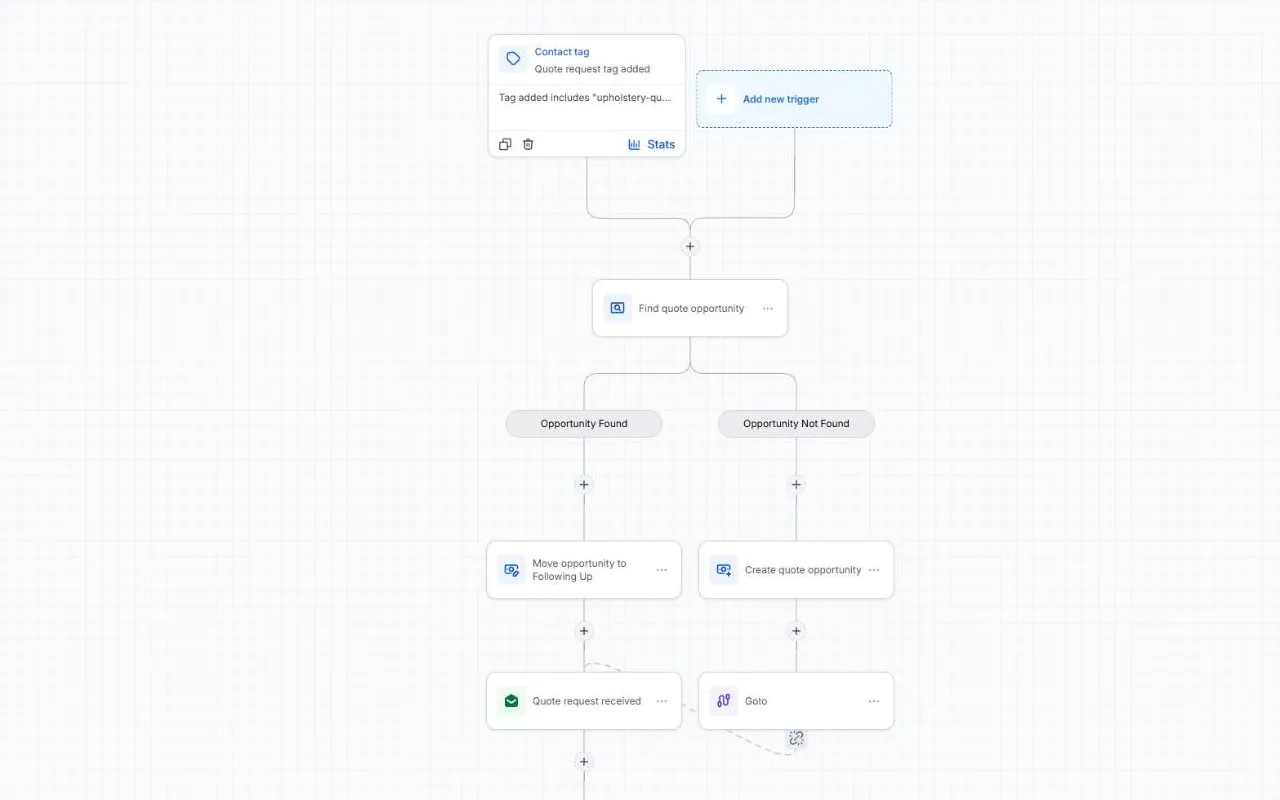 Contact tag
Quote request tag added
Tag added includes "upholstery-qu...
Stats
Add new trigger
Find quote opportunity
Opportunity Found
Opportunity Not Found
Move opportunity to
Following Up
Create quote opportunity
Quote request received
Goto